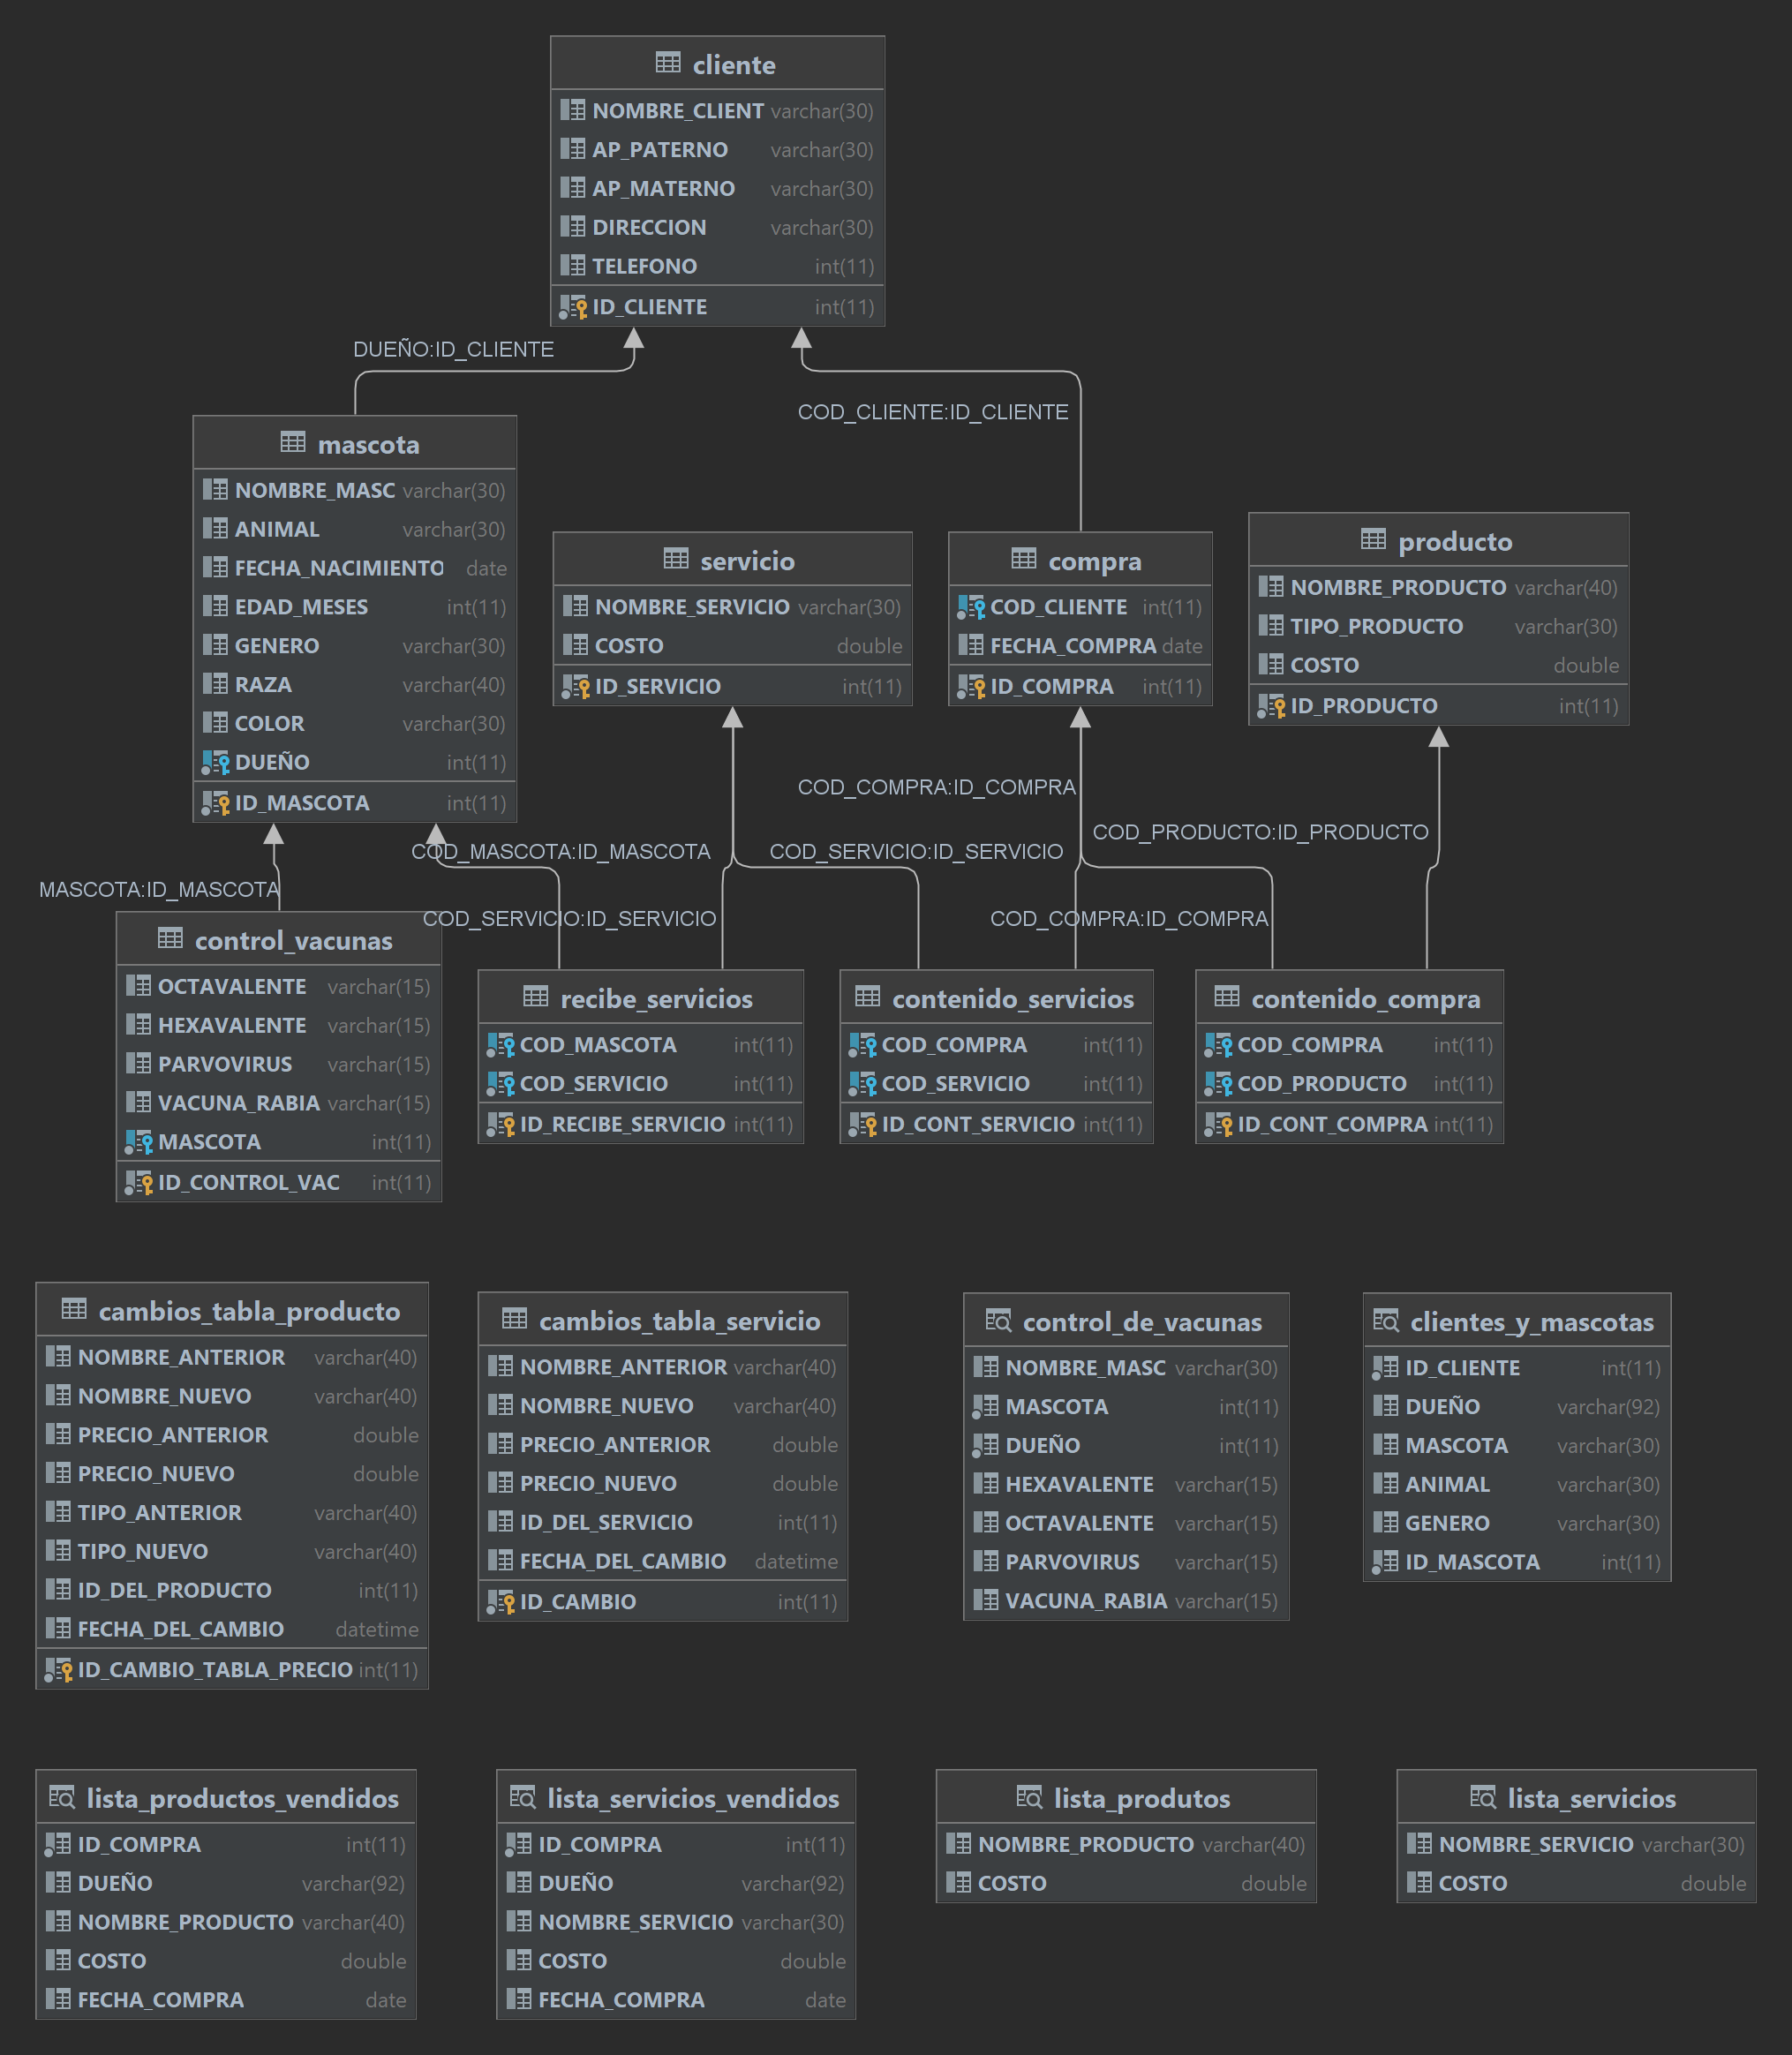 cliente
NOMBRE_CLIENT varchar(30)
AP_PATERNO varchar(30)
AP_MATERNO varchar(30)
DIRECCION varchar(30)
TELEFONO int(11)
ID_CLIENTE int(11)
DUEÑO:ID_CLIENTE
COD_CLIENTE:ID_CLIENTE
mascota
NOMBRE_MASC varchar(30)
ANIMAL varchar(30)
FECHA_NACIMIENTO date
EDAD_MESES int(11)
GENERO varchar(30)
RAZA varchar(40)
COLOR varchar(30)
DUEÑO int(11)
ID_MASCOTA int(11)
servicio
NOMBRE_SERVICIO varchar(30)
COSTO double
ID_SERVICIO int(11)
compra
COD_CLIENTE int(11)
FECHA_COMPRA date
ID_COMPRA int(11)
producto
NOMBRE_PRODUCTO varchar(40)
TIPO_PRODUCTO varchar(30)
COSTO double
ID_PRODUCTO int(11)
COD_COMPRA:ID_COMPRA
COD_PRODUCTO:ID_PRODUCTO
COD_MASCOTA:ID_MASCOTA
COD_SERVICIO:ID_SERVICIO
MASCOTA:ID_MASCOTA
COD_SERVICIO:ID_SERVICIO
COD_COMPRA:ID_COMPRA
control_vacunas
OCTAVALENTE varchar(15)
HEXAVALENTE varchar(15)
PARVOVIRUS varchar(15)
VACUNA_RABIA varchar(15)
MASCOTA int(11)
ID_CONTROL_VAC int(11)
recibe_servicios
COD_MASCOTA int(11)
COD_SERVICIO int(11)
ID_RECIBE_SERVICIO int(11)
contenido_servicios
COD_COMPRA int(11)
COD_SERVICIO int(11)
ID_CONT_SERVICIO int(11)
contenido_compra
COD_COMPRA int(11)
COD_PRODUCTO int(11)
ID_CONT_COMPRA int(11)
cambios_tabla_producto
NOMBRE_ANTERIOR varchar(40)
NOMBRE_NUEVO varchar(40)
PRECIO_ANTERIOR double
PRECIO_NUEVO double
TIPO_ANTERIOR varchar(40)
TIPO_NUEVO varchar(40)
ID_DEL_PRODUCTO int(11)
FECHA_DEL_CAMBIO datetime
ID_CAMBIO_TABLA_PRECIO int(11)
cambios_tabla_servicio
NOMBRE_ANTERIOR varchar(40)
NOMBRE_NUEVO varchar(40)
PRECIO_ANTERIOR double
PRECIO_NUEVO double
ID_DEL_SERVICIO int(11)
FECHA_DEL_CAMBIO datetime
ID_CAMBIO int(11)
control_de_vacunas
NOMBRE_MASC varchar(30)
MASCOTA int(11)
DUEÑO int(11)
HEXAVALENTE varchar(15)
OCTAVALENTE varchar(15)
PARVOVIRUS varchar(15)
VACUNA_RABIA varchar(15)
clientes_y_mascotas
ID_CLIENTE int(11)
DUEÑO varchar(92)
MASCOTA varchar(30)
ANIMAL varchar(30)
GENERO varchar(30)
ID_MASCOTA int(11)
lista_productos_vendidos
ID_COMPRA int(11)
DUEÑO varchar(92)
NOMBRE_PRODUCTO varchar(40)
COSTO double
FECHA_COMPRA date
lista_servicios_vendidos
ID_COMPRA int(11)
DUEÑO varchar(92)
NOMBRE_SERVICIO varchar(30)
COSTO double
FECHA_COMPRA date
lista_produtos
NOMBRE_PRODUCTO varchar(40)
COSTO double
lista_servicios
NOMBRE_SERVICIO varchar(30)
COSTO double